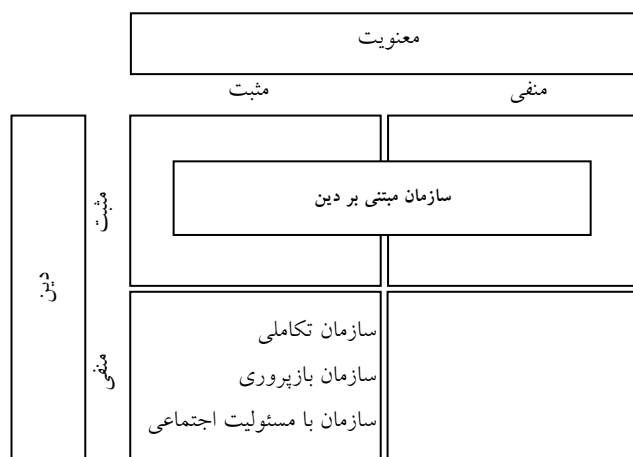 معنویت
منفی
مثبت
سازمان مبتنی بر دین
مثبت
دین
سازمان تکاملی
سازمان بازپروری
سازمان با مسئولیت اجتماعی
منفی